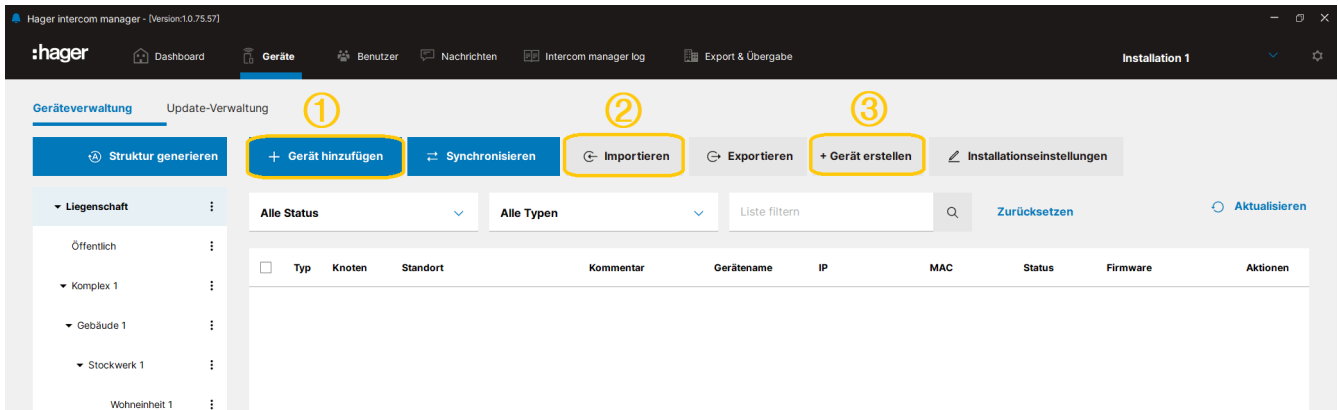 Hager intercom manager - [Version:1.0.75.57]
:hager Dashboard Geräte Benutzer Nachrichten Intercom manager log Export & Übergabe Installation 1
Geräteverwaltung Update-Verwaltung ① ② ③
Struktur generieren + Gerät hinzufügen Synchronisieren Importieren Exportieren + Gerät erstellen Installationseinstellungen
Liegenschaft Alle Status Alle Typen Liste filtern Zurücksetzen Aktualisieren
Öffentlich
Typ Knoten Standort Kommentar Gerätename IP MAC Status Firmware Aktionen
Komplex 1
Gebäude 1
Stockwerk 1
Wohneinheit 1